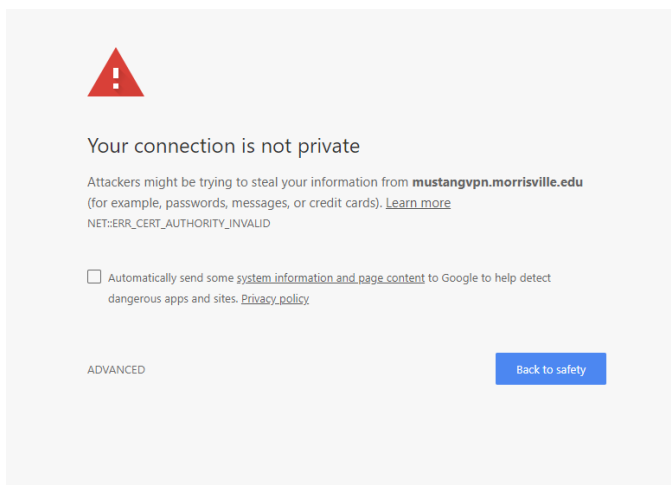 Your connection is not private
Attackers might be trying to steal your information from mustangvpn.morrisville.edu
(for example, passwords, messages, or credit cards). Learn more
NET::ERR_CERT_AUTHORITY_INVALID
Automatically send some system information and page content to Google to help detect
dangerous apps and sites. Privacy policy
ADVANCED
Back to safety